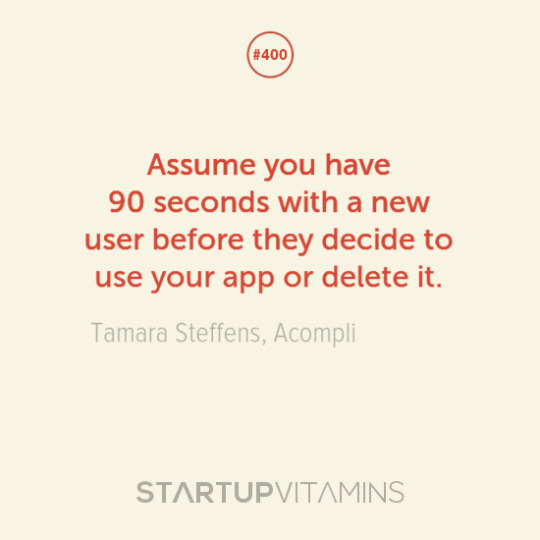 #400
Assume you have
90 seconds with a new
user before they decide to
use your app or delete it.
Tamara Steffens, Acompli
STARTUPVITAMINS